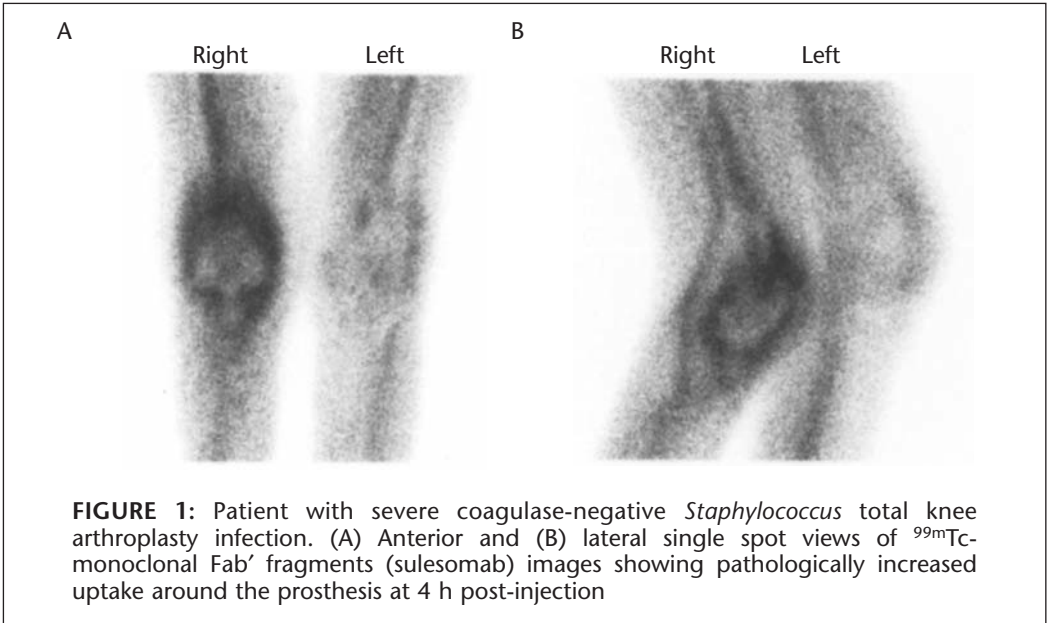 A
B
Right
Left
Right
Left
FIGURE 1: Patient with severe coagulase-negative Staphylococcus total knee
arthroplasty infection. (A) Anterior and (B) lateral single spot views of ⁹⁹ᵐTc-
monoclonal Fab′ fragments (sulesomab) images showing pathologically increased
uptake around the prosthesis at 4 h post-injection